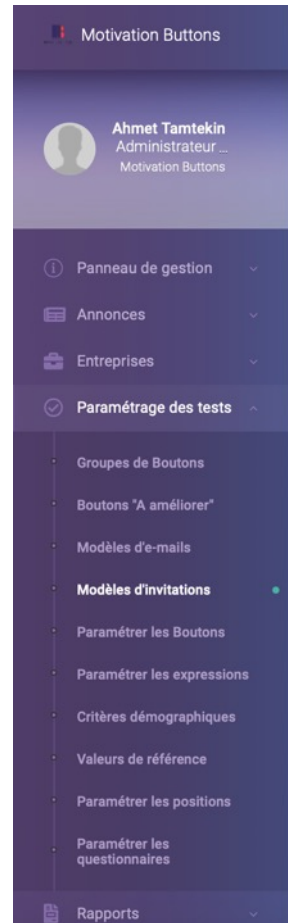 Motivation Buttons
Ahmet Tamtekin
Administrateur ...
Motivation Buttons
Panneau de gestion
Annonces
Entreprises
Paramétrage des tests
Groupes de Boutons
Boutons "A améliorer"
Modèles d'e-mails
Modèles d'invitations
Paramétrer les Boutons
Paramétrer les expressions
Critères démographiques
Valeurs de référence
Paramétrer les positions
Paramétrer les
questionnaires
Rapports